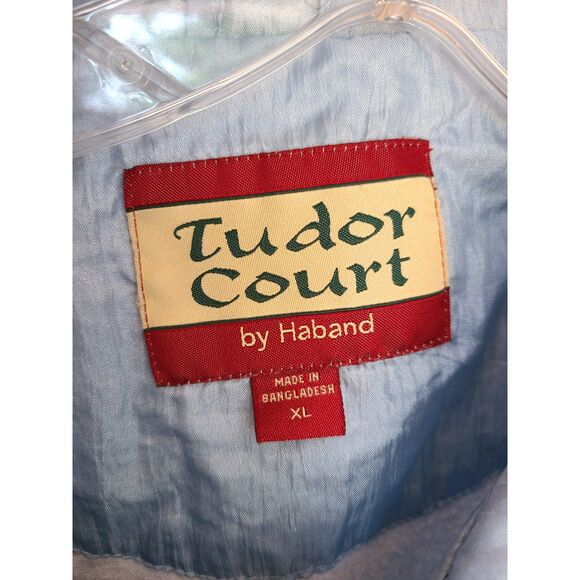 Tudor
Court
by Haband
MADE IN
BANGLADESH
XL